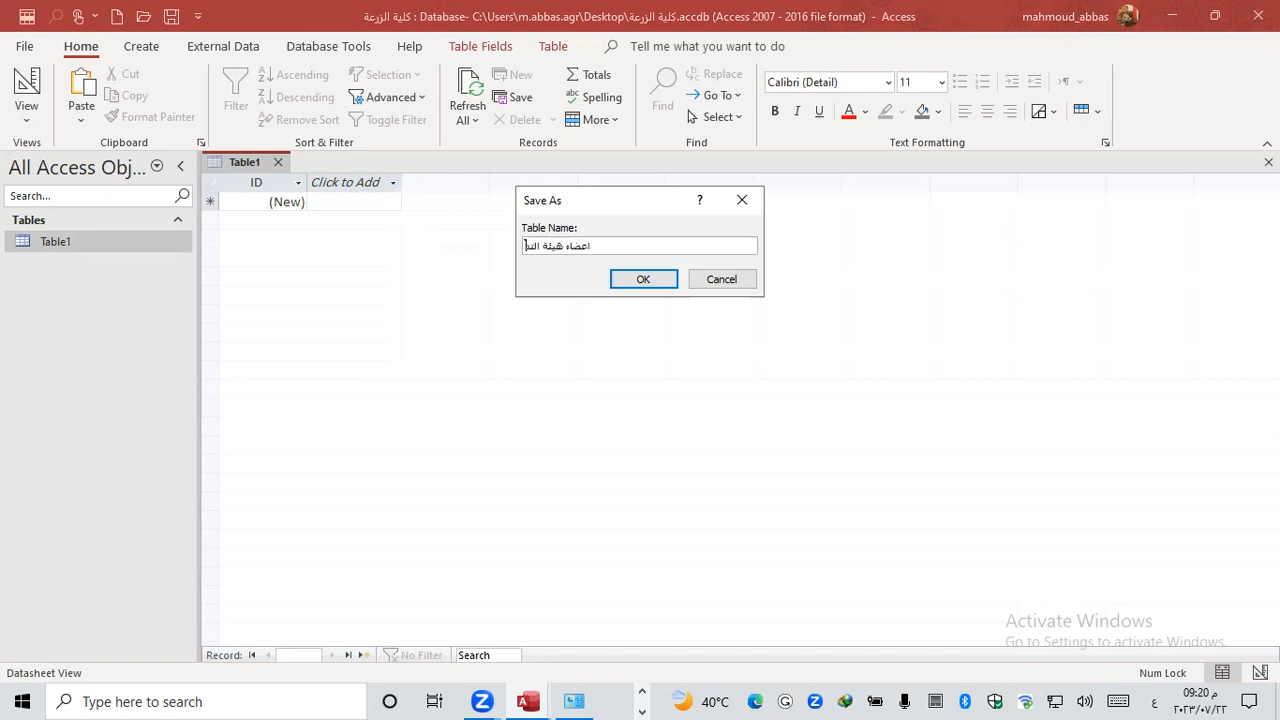 كلية الزرعة : Database- C:\Users\m.abbas.agr\Desktop\كلية الزرعة.accdb (Access 2007 - 2016 file format) - Access
mahmoud_abbas
File Home Create External Data Database Tools Help Table Fields Table Tell me what you want to do
View
Views
Paste
Cut
Copy
Format Painter
Clipboard
Filter
Ascending
Descending
Remove Sort
Selection
Advanced
Toggle Filter
Sort & Filter
Refresh
All
New
Save
Delete
Totals
Spelling
More
Records
Find
Replace
Go To
Select
Find
Calibri (Detail) 11
B I U
Text Formatting
All Access Obj...
Search...
Tables
Table1
Table1
ID Click to Add
(New)
Save As
Table Name:
اعضاء هيئة التد
OK Cancel
Activate Windows
Go to Settings to activate Windows.
Record: No Filter Search
Datasheet View Num Lock
Type here to search
40°C
ع
09:20 م
٢٠٢٣/٠٧/٢٢